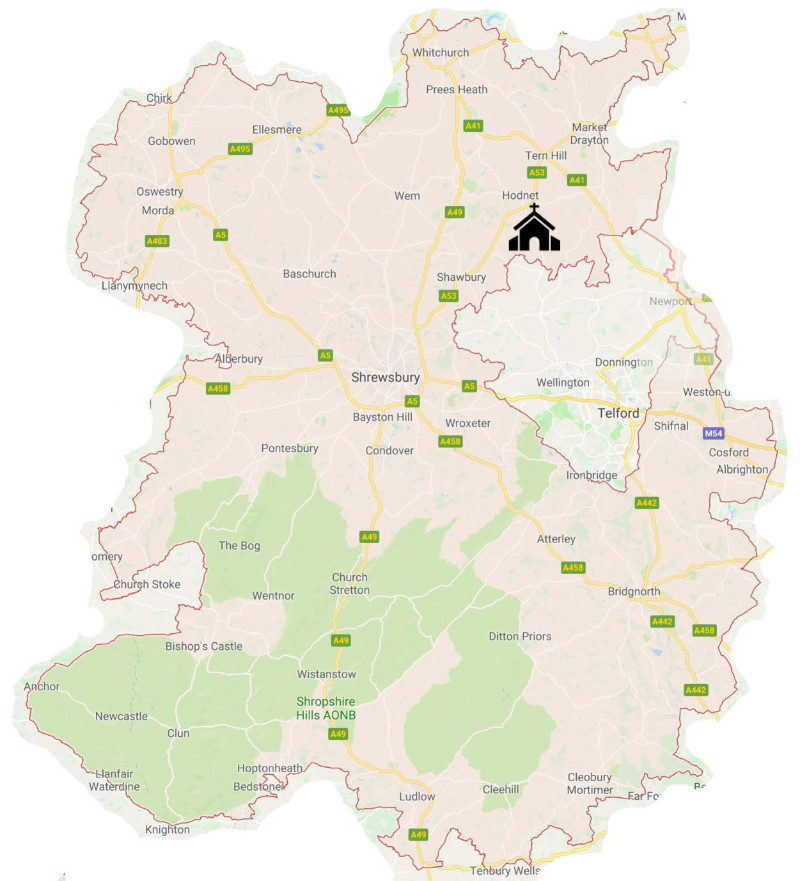 M
Whitchurch
Prees Heath
Chirk
A495
A41
Ellesmere
Market
Drayton
Gobowen
A495
Tern Hill
A53
A41
Oswestry
Wem
Hodnet
Morda
A49
A5
A483
Baschurch
Shawbury
Llanymynech
A53
Newport
Alberbury
A5
A41
Donnington
Shrewsbury
Wellington
A458
A5
Weston-u
A5
Telford
Bayston Hill
Wroxeter
Shifnal
M54
A458
Pontesbury
Condover
Cosford
Albrighton
Ironbridge
A442
A49
Atterley
The Bog
omery
A458
Church Stoke
Church
Stretton
Wentnor
Bridgnorth
A442
A458
Ditton Priors
A49
Bishop's Castle
Wistanstow
Anchor
A442
Shropshire
Hills AONB
Newcastle
Clun
A49
Hoptonheath
Llanfair
Waterdine
Bedstone
Cleobury
Mortimer
Cleehill
Ludlow
Far Fo
Knighton
A49
Tenbury Wells